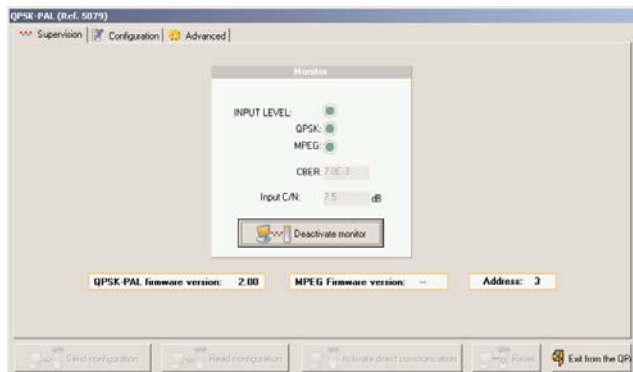 QPSK-PAL (Ref. 5079)
Supervision Configuration Advanced
Monitor
INPUT LEVEL:
QPSK:
MPEG:
CBER: 7.0E-3
Input C/N: 7.5 dB
Deactivate monitor
QPSK-PAL firmware version: 2.00 MPEG Firmware version: -- Address: 3
Send configuration Read configuration Activate direct communication Reset Exit from the QP